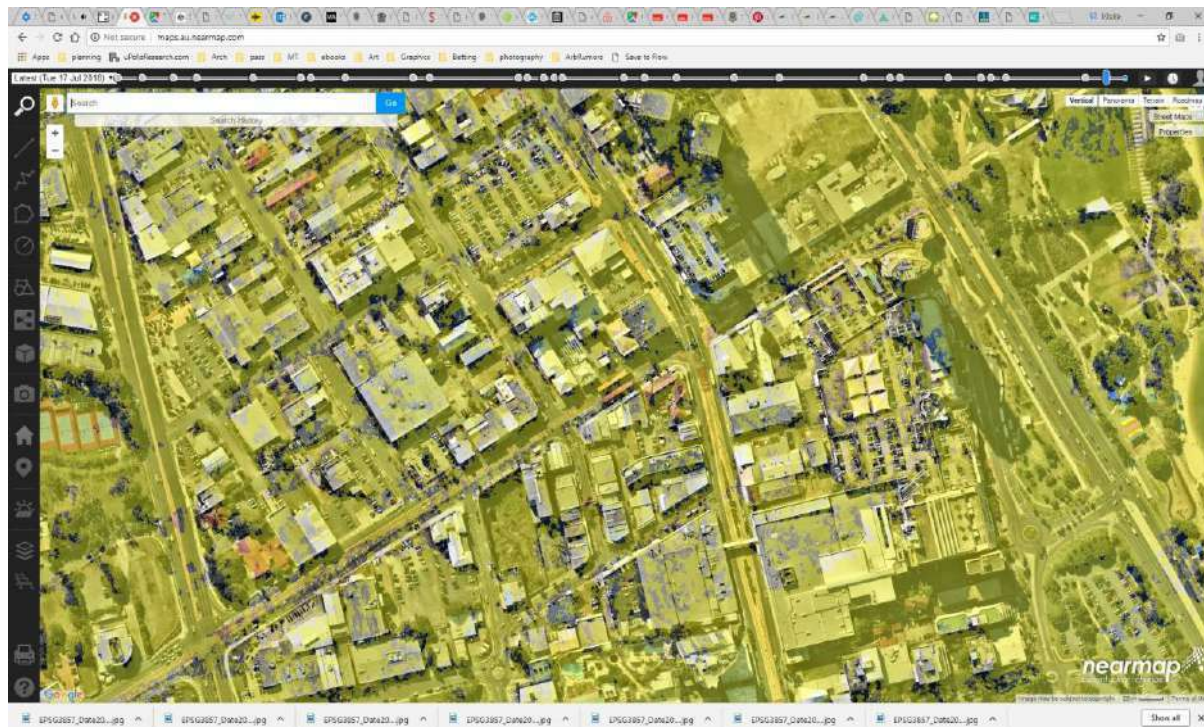 Not secure | maps.au.nearmap.com
Apps planning Arch pass MT ebooks Art Graphics Betting photography ArbRumors Save to Flow
Latest (Tue 17 Jul 2018)
Search Go
Search History
Vertical Panorama Terrain Roadmap
Street Maps
Properties
+
−
nearmap
Google
EPSG3857_Date20...jpg EPSG3857_Date20...jpg EPSG3857_Date20...jpg EPSG3857_Date20...jpg EPSG3857_Date20...jpg EPSG3857_Date20...jpg EPSG3857_Date20...jpg Show all